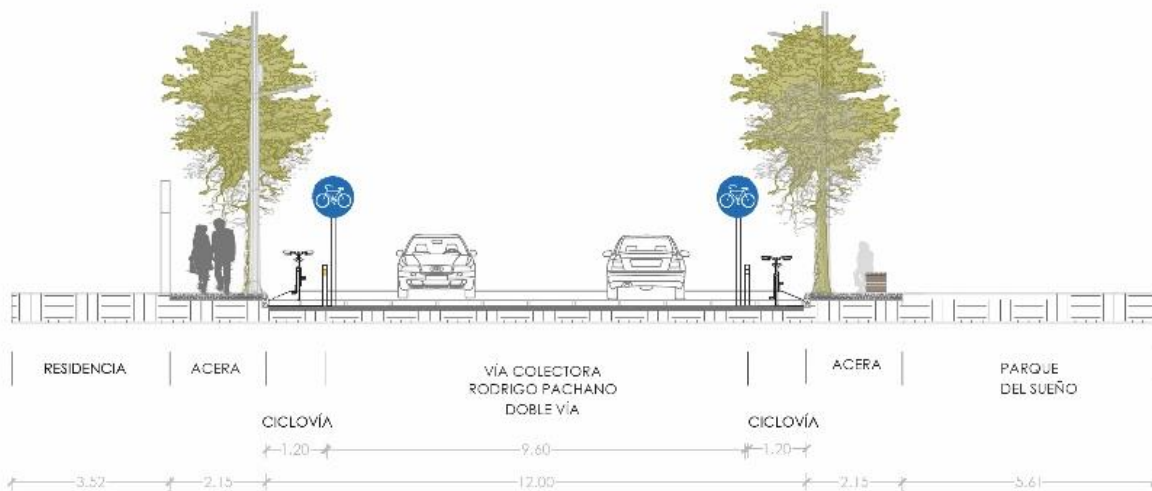 RESIDENCIA
ACERA
VÍA COLECTORA
RODRIGO PACHANO
DOBLE VÍA
ACERA
PARQUE
DEL SUEÑO
CICLOVÍA
CICLOVÍA
1.20
9.60
1.20
3.52
2.15
12.00
2.15
5.61